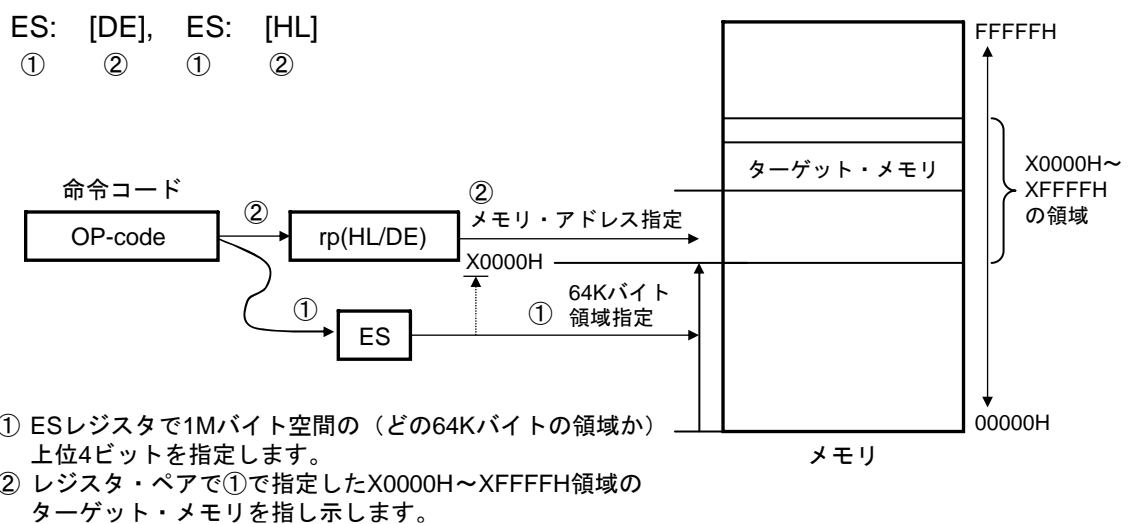 ES: [DE], ES: [HL]
① ② ① ②
FFFFFH
ターゲット・メモリ
X0000H～
XFFFFH
の領域
命令コード
OP-code
②
rp(HL/DE)
②
メモリ・アドレス指定
X0000H
①
ES
①
64Kバイト
領域指定
00000H
メモリ
① ESレジスタで1Mバイト空間の（どの64Kバイトの領域か）
上位4ビットを指定します。
② レジスタ・ペアで①で指定したX0000H～XFFFFH領域の
ターゲット・メモリを指し示します。